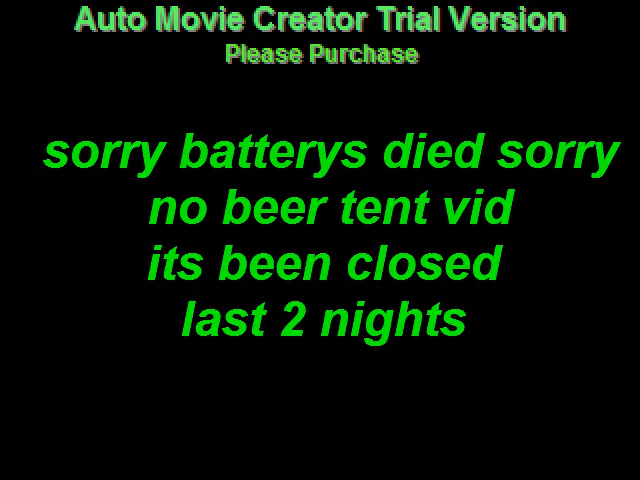 Auto Movie Creator Trial Version
Please Purchase
sorry batterys died sorry
no beer tent vid
its been closed
last 2 nights